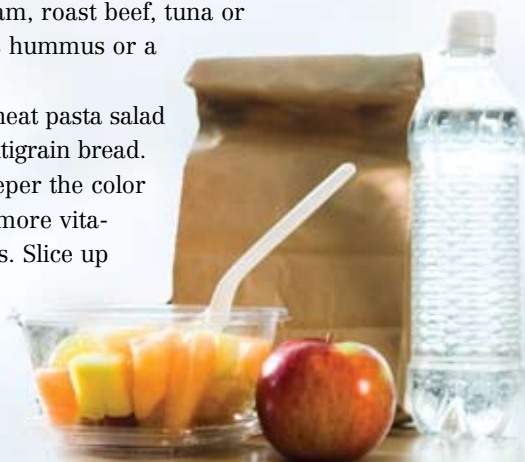 am, roast beef, tuna or
hummus or a
heat pasta salad
tigrain bread.
eper the color
more vita-
s. Slice up